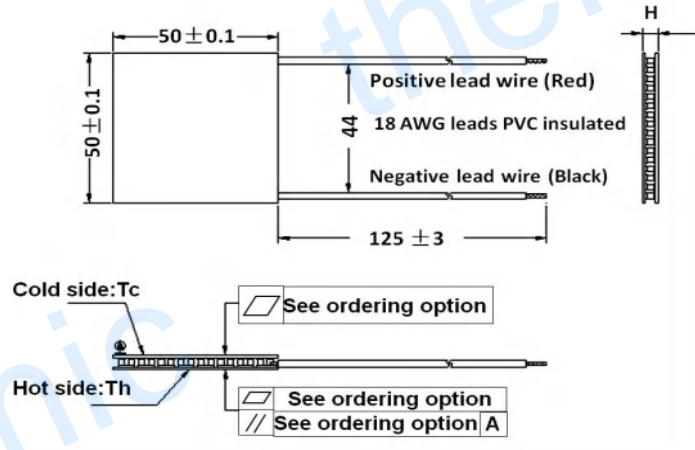 H
50±0.1
Positive lead wire (Red)
50±0.1
44
18 AWG leads PVC insulated
Negative lead wire (Black)
125 ±3
Cold side:Tc
See ordering option
A
Hot side:Th
See ordering option
// See ordering option A